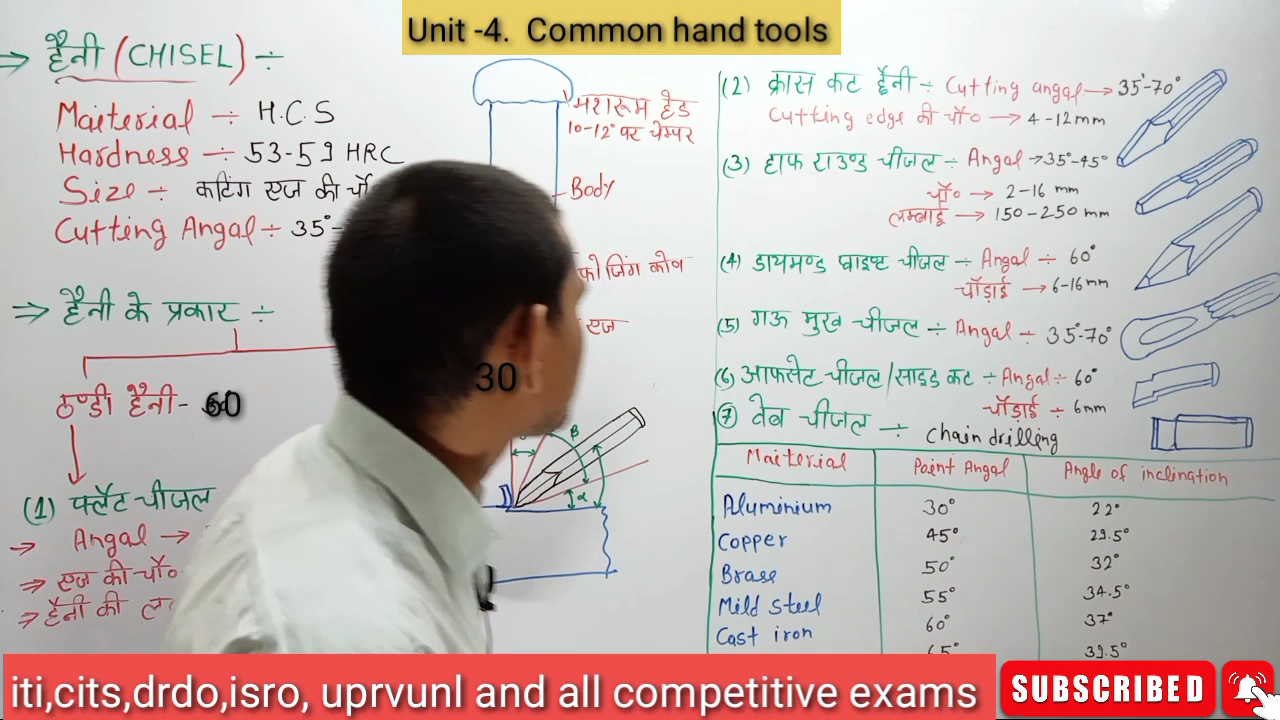 Unit -4. Common hand tools
⇒ छैनी (CHISEL) ÷
Maiterial ÷ H.C.S
Hardness ÷ 53-59 HRC
Size ÷ कटिंग एज की चौ
Cutting Angal ÷ 35°-
⇒ छैनी के प्रकार ÷
ठण्डी छैनी-
(1) फ्लैट चीजल
→ Angal →
⇒ एज की चौ०
⇒ छैनी की
मशरूम हेड
10-12° पर चेम्फर
Body
फोर्जिंग कोण
एज
30
β
α
(2) क्रास कट छैनी ÷ Cutting angal → 35°-70°
Cutting edge की चौ० → 4-12mm
(3) हाफ राउण्ड चीजल ÷ Angal → 35°-45°
चौ० → 2-16 mm
लम्बाई → 150-250 mm
(4) डायमण्ड प्वाइण्ट चीजल ÷ Angal ÷ 60°
चौड़ाई → 6-16mm
(5) गऊ मुख चीजल ÷ Angal ÷ 35°-70°
(6) आफसेट चीजल/साइड कट ÷ Angal ÷ 60°
चौड़ाई ÷ 6mm
⑦ वेब चीजल ÷ Chain drilling
Maiterial Point Angal Angle of inclination
Aluminium 30° 22°
Copper 45° 29.5°
Brase 50° 32°
Mild steel 55° 34.5°
Cast iron 60° 37°
65° 39.5°
iti,cits,drdo,isro, uprvunl and all competitive exams
SUBSCRIBED